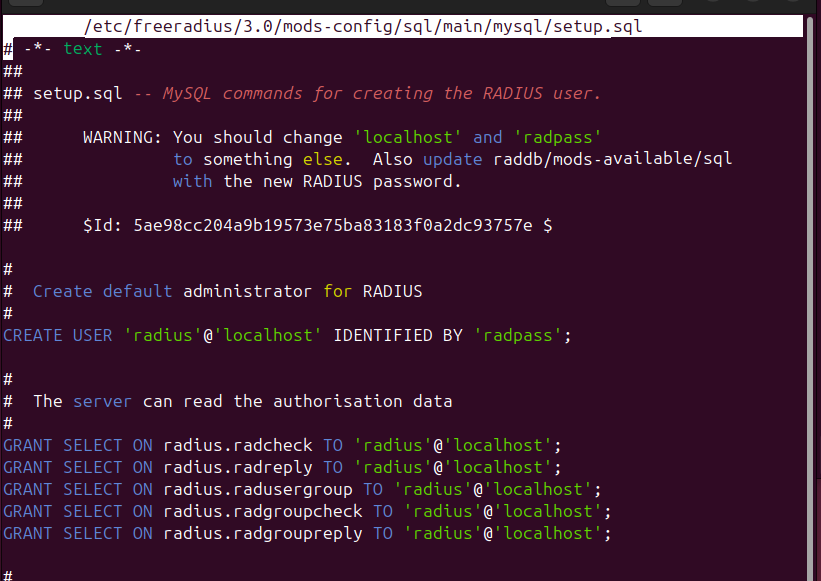 /etc/freeradius/3.0/mods-config/sql/main/mysql/setup.sql
# -*- text -*-
##
## setup.sql -- MySQL commands for creating the RADIUS user.
##
## WARNING: You should change 'localhost' and 'radpass'
## to something else. Also update raddb/mods-available/sql
## with the new RADIUS password.
##
## $Id: 5ae98cc204a9b19573e75ba83183f0a2dc93757e $
#
# Create default administrator for RADIUS
#
CREATE USER 'radius'@'localhost' IDENTIFIED BY 'radpass';
#
# The server can read the authorisation data
#
GRANT SELECT ON radius.radcheck TO 'radius'@'localhost';
GRANT SELECT ON radius.radreply TO 'radius'@'localhost';
GRANT SELECT ON radius.radusergroup TO 'radius'@'localhost';
GRANT SELECT ON radius.radgroupcheck TO 'radius'@'localhost';
GRANT SELECT ON radius.radgroupreply TO 'radius'@'localhost';
#